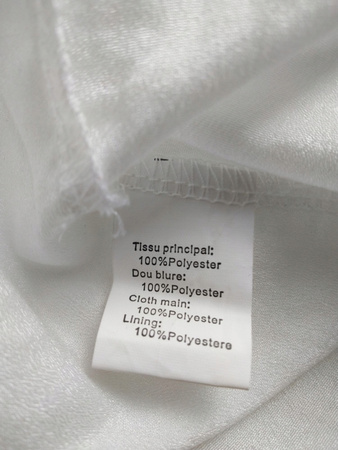 Tissu principal:
100%Polyester
Dou blure:
100%Polyester
Cloth main:
100%Polyester
Lining:
100%Polyestere